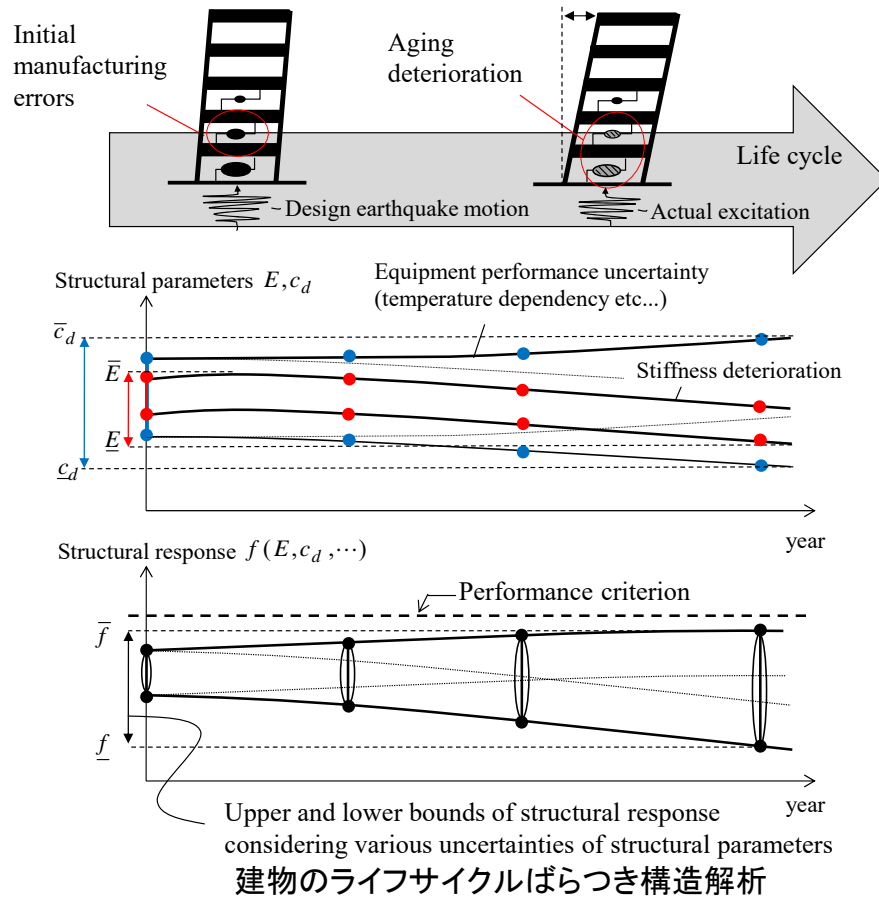 Initial
manufacturing
errors
Aging
deterioration
Life cycle
Design earthquake motion
Actual excitation
Structural parameters E, c_d
Equipment performance uncertainty
(temperature dependency etc...)
c̅_d
E̅
Stiffness deterioration
E̲
c̲_d
year
Structural response f(E, c_d, ⋯)
Performance criterion
f̅
f̲
year
Upper and lower bounds of structural response
considering various uncertainties of structural parameters
建物のライフサイクルばらつき構造解析